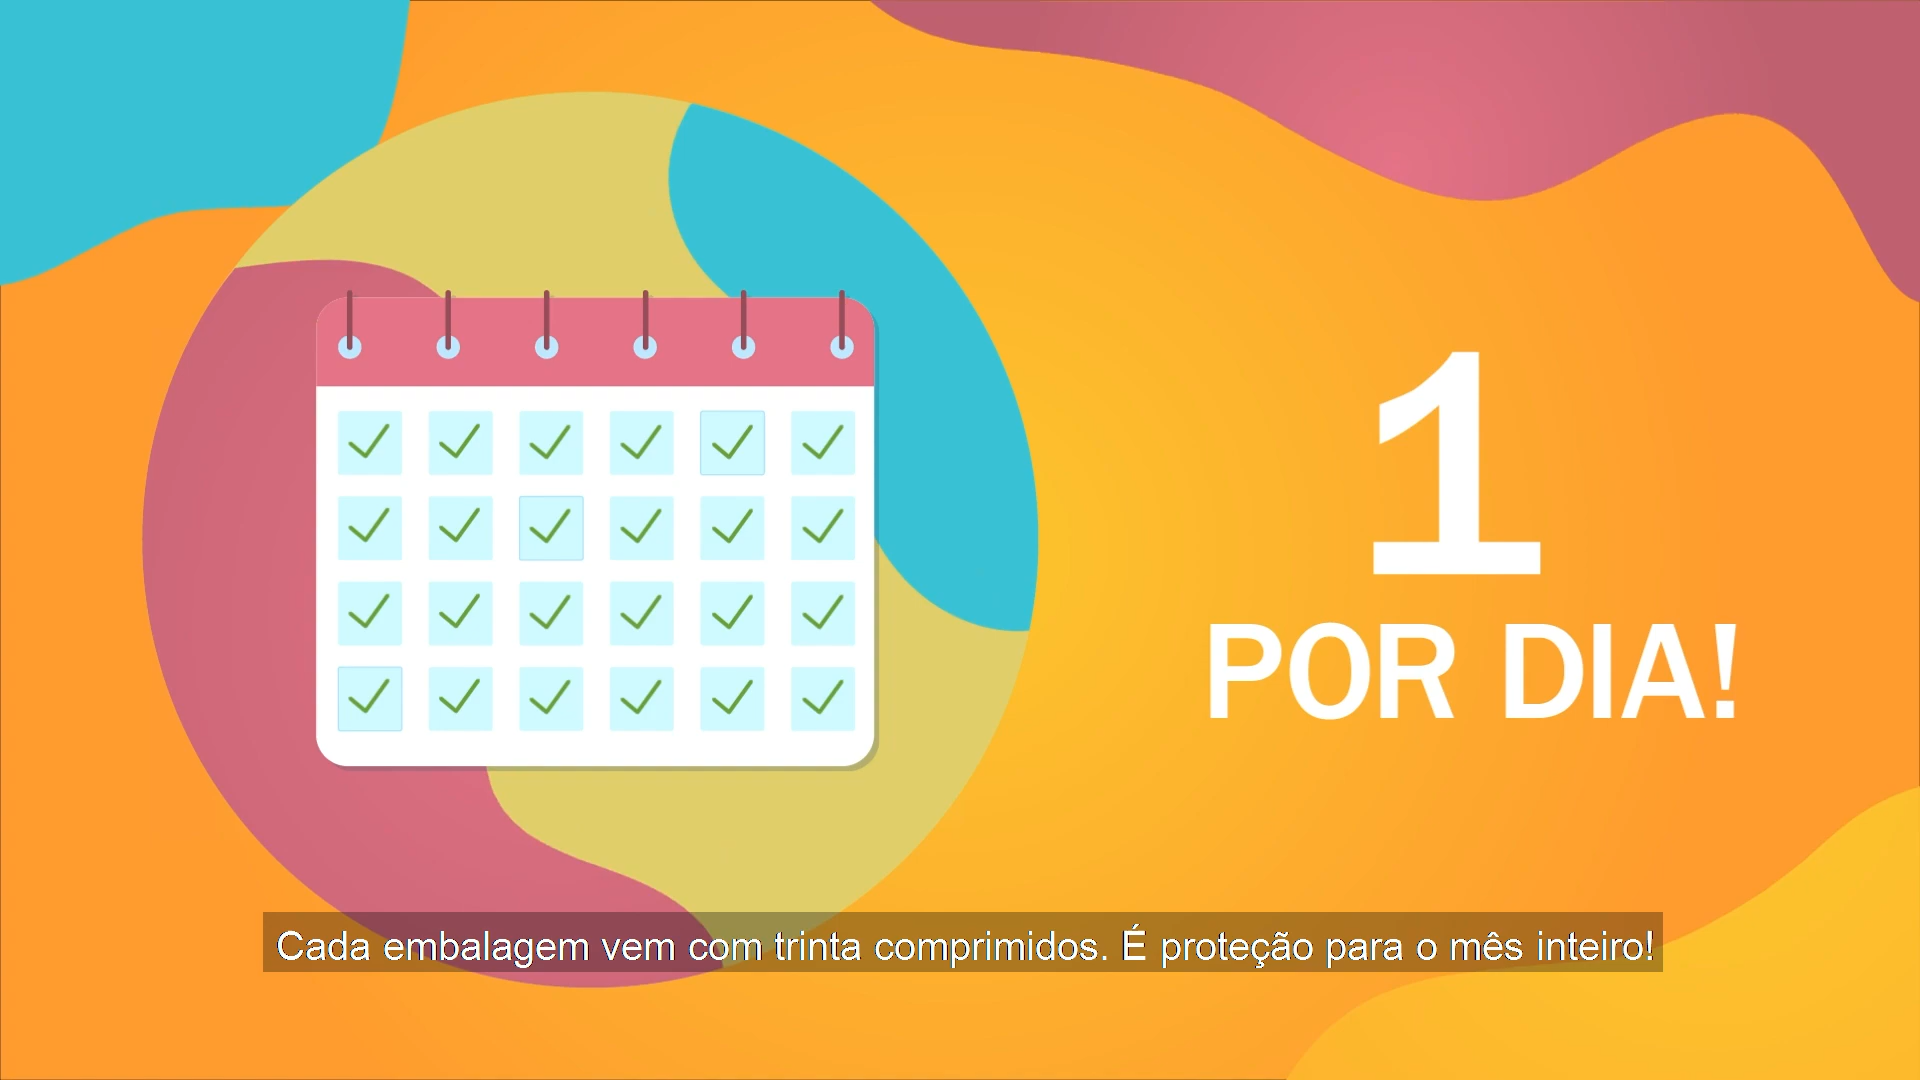 1
POR DIA!
Cada embalagem vem com trinta comprimidos. É proteção para o mês inteiro!